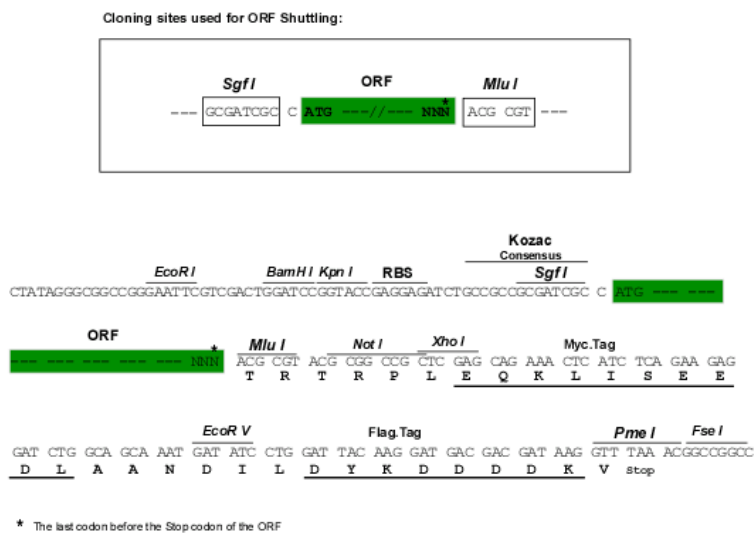 Cloning sites used for ORF Shuttling:
Sgf I ORF Mlu I
--- GCGATCGC C ATG ---//--- NNN* ACG CGT ---
Kozac
Consensus
EcoR I BamH I Kpn I RBS Sgf I
CTATAGGGCGGCCGGGAATTCGTCGACTGGATCCGGTACCGAGGAGATCTGCCGCCGCGATCGC C ATG --- ---
ORF Mlu I Not I Xho I Myc.Tag
--- --- --- --- --- --- NNN* ACG CGT ACG CGG CCG CTC GAG CAG AAA CTC ATC TCA GAA GAG
T R T R P L E Q K L I S E E
EcoR V Flag.Tag Pme I Fse I
GAT CTG GCA GCA AAT GAT ATC CTG GAT TAC AAG GAT GAC GAC GAT AAG GTT TAA ACGGCCGGCC
D L A A N D I L D Y K D D D D K V Stop
* The last codon before the Stop codon of the ORF